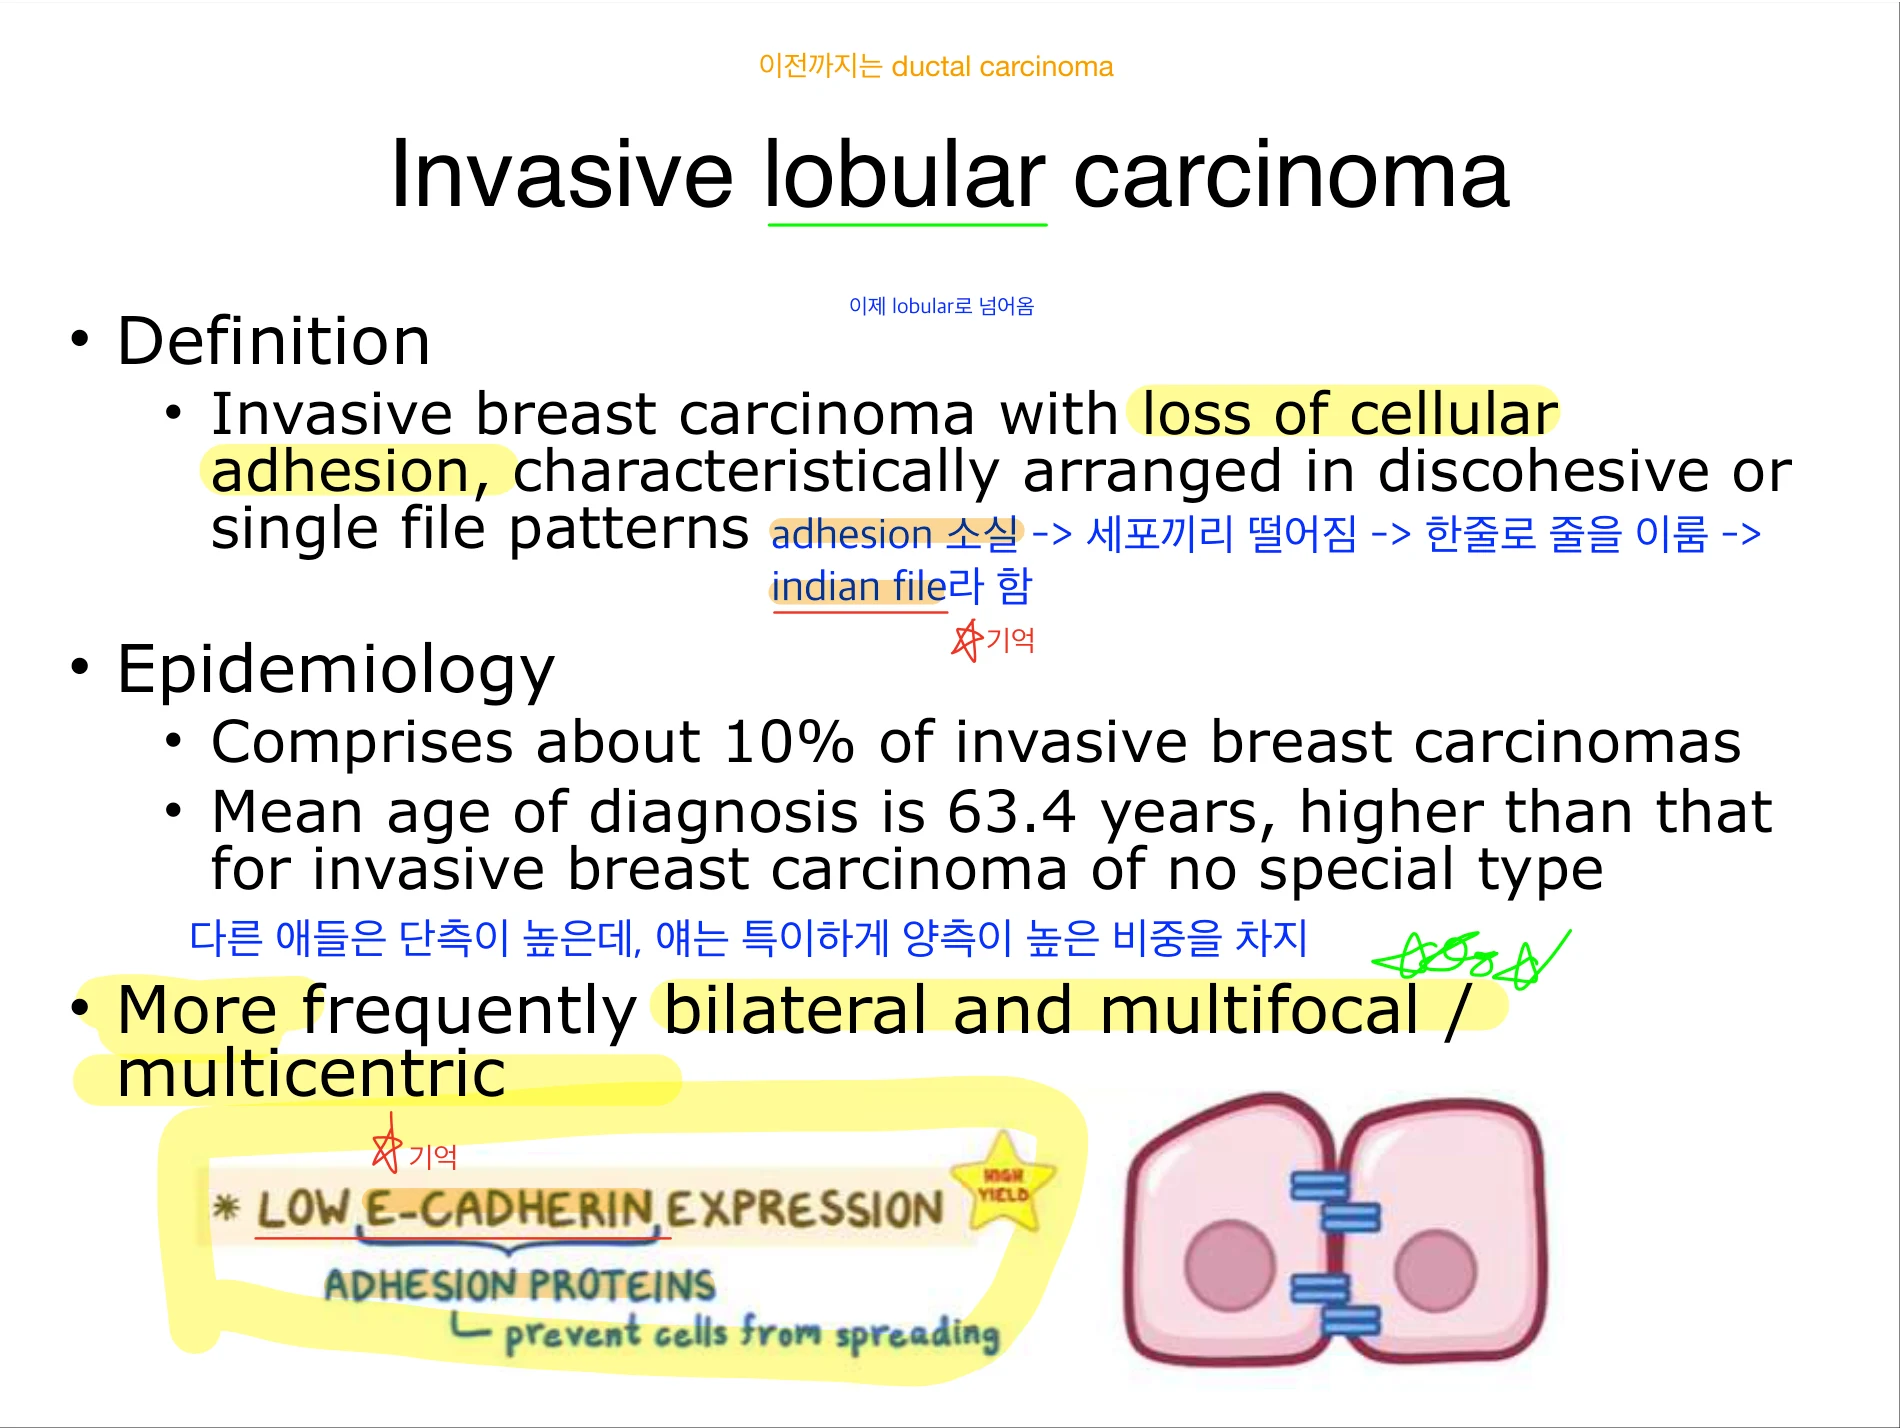 이전까지는 ductal carcinoma
Invasive lobular carcinoma
이제 lobular로 넘어옴
• Definition
• Invasive breast carcinoma with loss of cellular
adhesion, characteristically arranged in discohesive or
single file patterns adhesion 소실 -> 세포끼리 떨어짐 -> 한줄로 줄을 이룸 ->
indian file라 함
기억
• Epidemiology
• Comprises about 10% of invasive breast carcinomas
• Mean age of diagnosis is 63.4 years, higher than that
for invasive breast carcinoma of no special type
다른 애들은 단측이 높은데, 얘는 특이하게 양측이 높은 비중을 차지
• More frequently bilateral and multifocal /
multicentric
기억
* LOW E-CADHERIN EXPRESSION
HIGH
YIELD
ADHESION PROTEINS
prevent cells from spreading